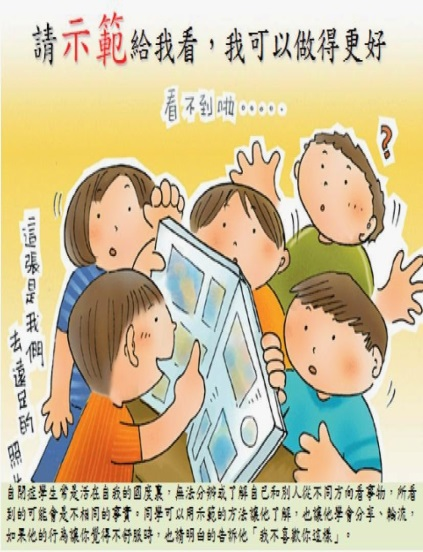 請示範給我看，我可以做得更好
看不到啦.....
這張是我們
去遠足的照片
自閉症學生常是活在自我的國度裏，無法分辨或了解自己和別人從不同方向看事物，所看
到的可能會是不相同的事實。同學可以用示範的方法讓他了解，也讓他學會分享、輪流，
如果他的行為讓你覺得不舒服時，也請明白的告訴他「我不喜歡你這樣」。